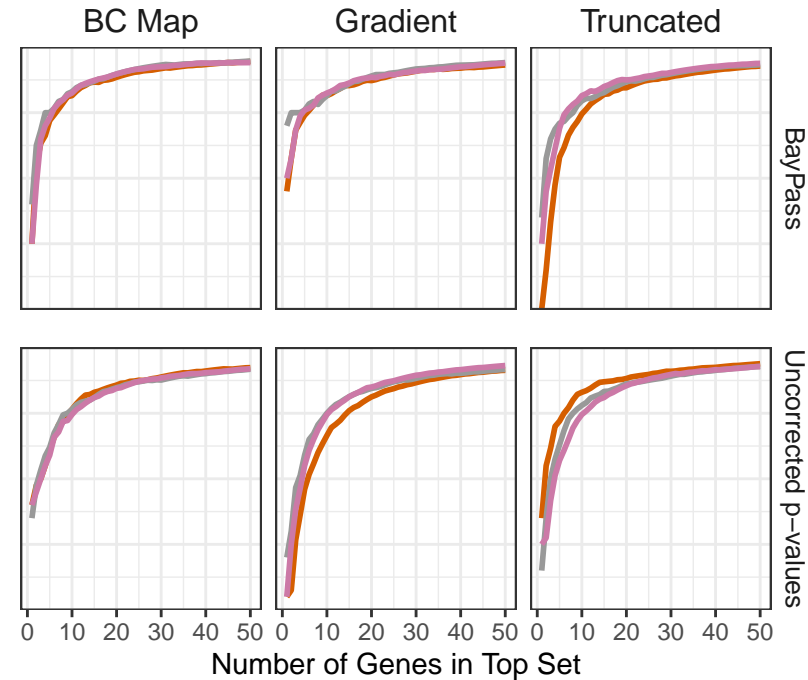 BC Map Gradient Truncated
BayPass
Uncorrected p−values
0 10 20 30 40 50 0 10 20 30 40 50 0 10 20 30 40 50
Number of Genes in Top Set